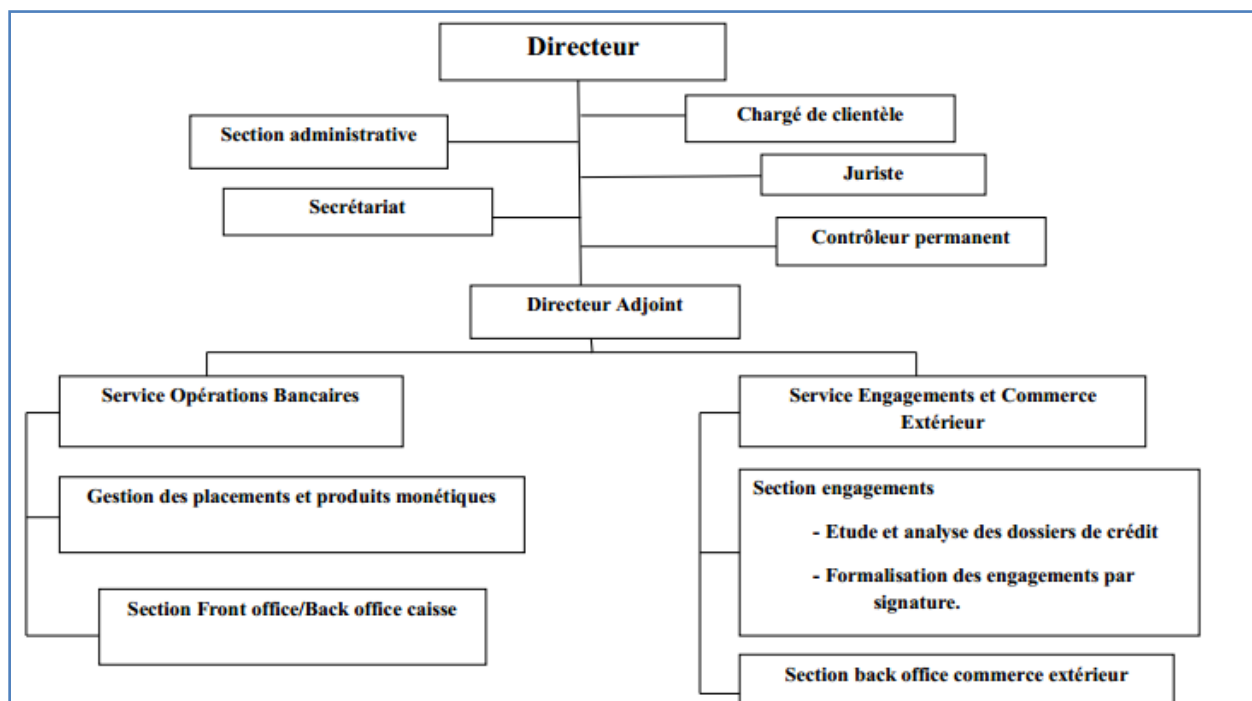 Directeur
Chargé de clientèle
Section administrative
Juriste
Secrétariat
Contrôleur permanent
Directeur Adjoint
Service Opérations Bancaires
Service Engagements et Commerce
Extérieur
Gestion des placements et produits monétiques
Section engagements
- Etude et analyse des dossiers de crédit
- Formalisation des engagements par
signature.
Section Front office/Back office caisse
Section back office commerce extérieur